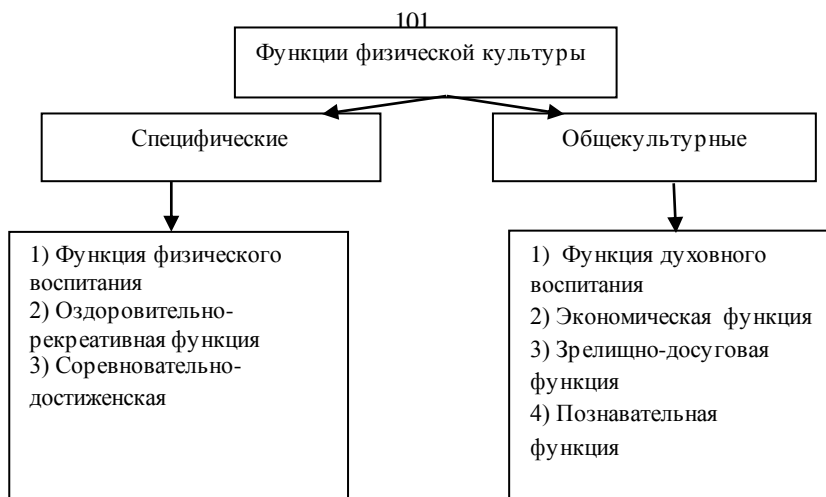 101
Функции физической культуры
Специфические
Общекультурные
1) Функция физического
воспитания
2) Оздоровительно-
рекреативная функция
3) Соревновательно-
достиженская
1) Функция духовного
воспитания
2) Экономическая функция
3) Зрелищно-досуговая
функция
4) Познавательная
функция